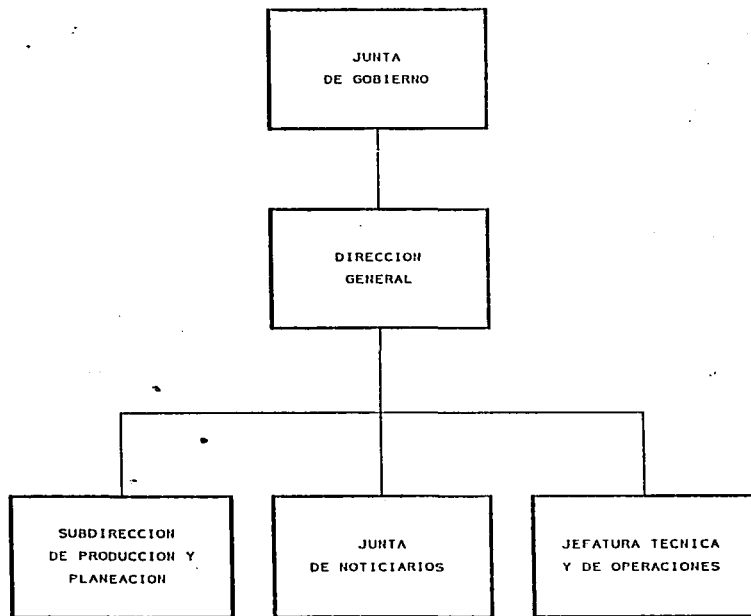 JUNTA
DE GOBIERNO
DIRECCION
GENERAL
SUBDIRECCION
DE PRODUCCION Y
PLANEACION
JUNTA
DE NOTICIARIOS
JEFATURA TECNICA
Y DE OPERACIONES